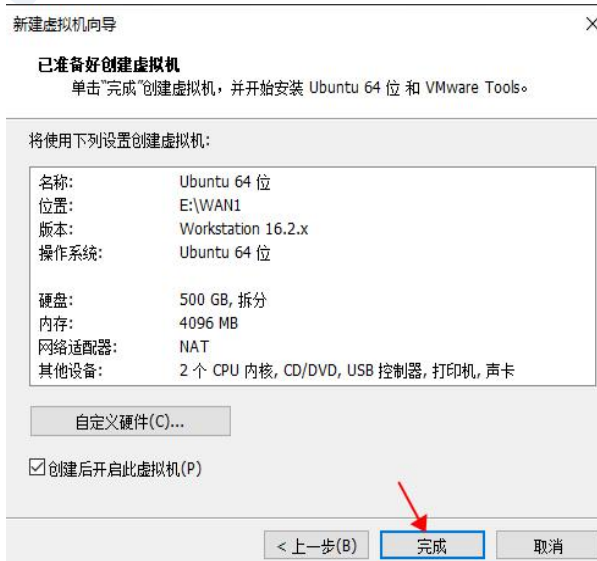 新建虚拟机向导
已准备好创建虚拟机
单击"完成"创建虚拟机，并开始安装 Ubuntu 64 位 和 VMware Tools。
将使用下列设置创建虚拟机:
名称: Ubuntu 64 位
位置: E:\WAN1
版本: Workstation 16.2.x
操作系统: Ubuntu 64 位
硬盘: 500 GB, 拆分
内存: 4096 MB
网络适配器: NAT
其他设备: 2 个 CPU 内核, CD/DVD, USB 控制器, 打印机, 声卡
自定义硬件(C)...
创建后开启此虚拟机(P)
< 上一步(B) 完成 取消